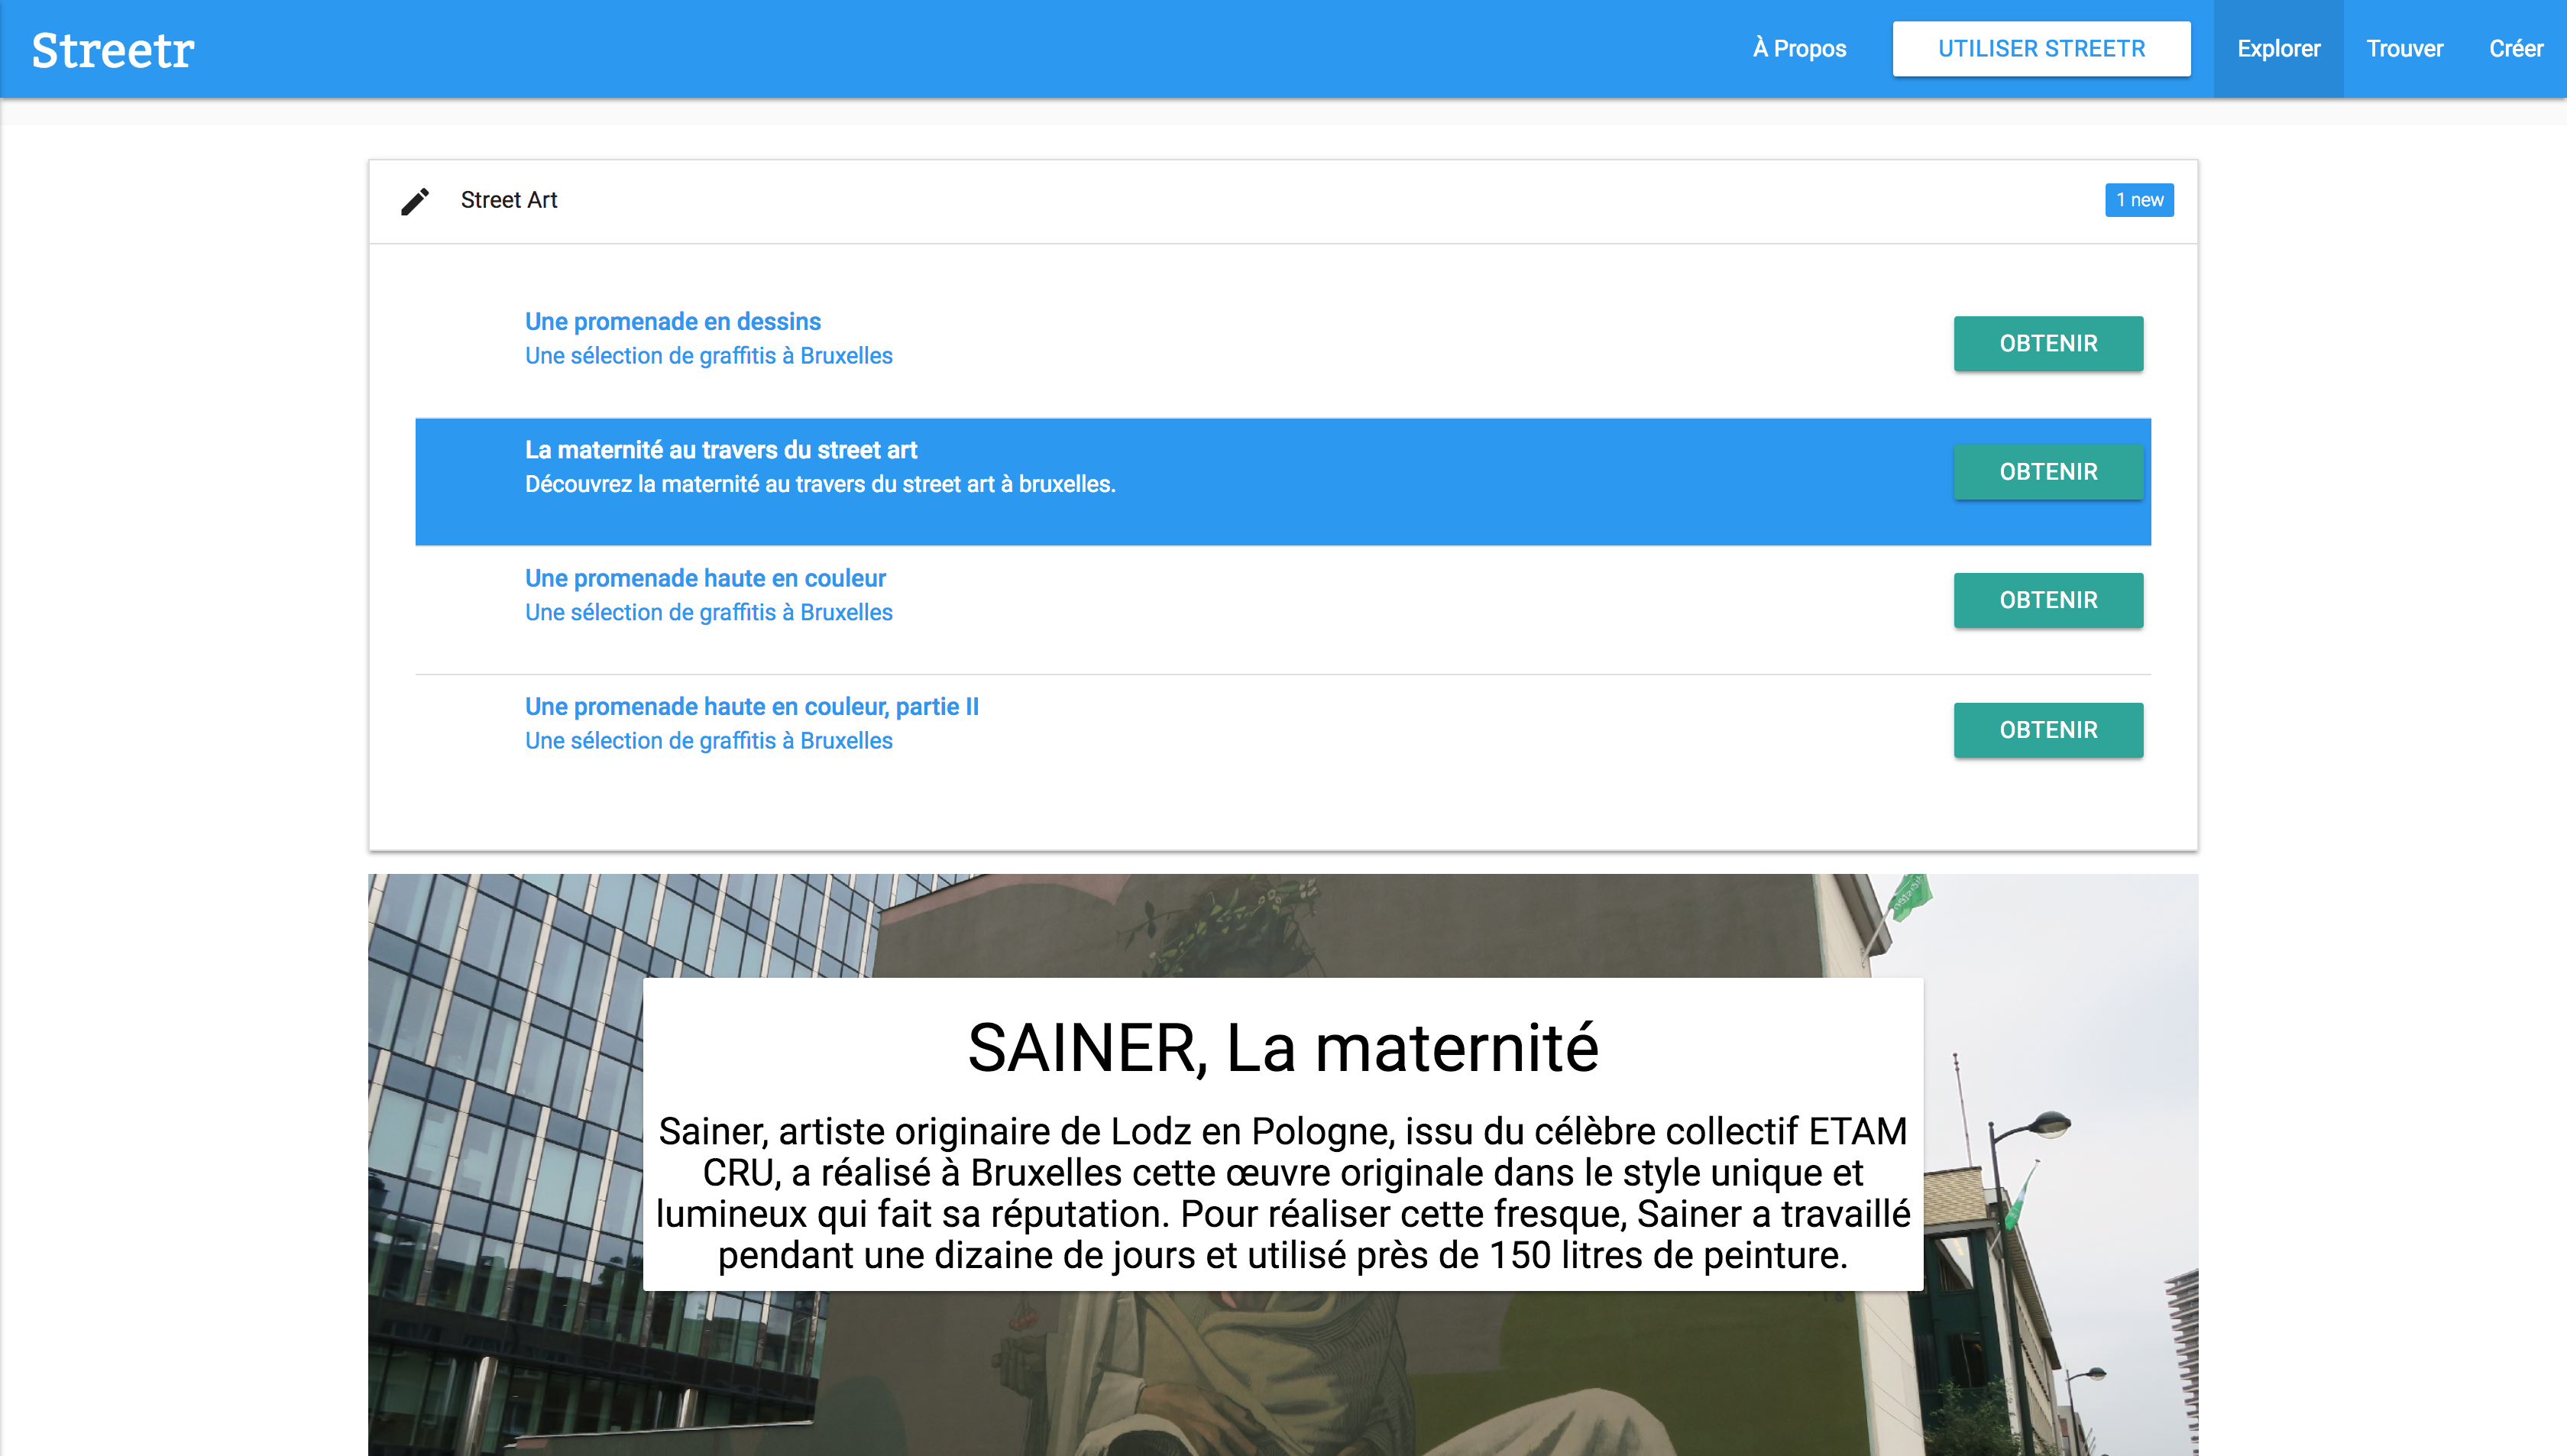 Streetr
À Propos
UTILISER STREETR
Explorer
Trouver
Créer
Street Art
1 new
Une promenade en dessins
Une sélection de graffitis à Bruxelles
OBTENIR
La maternité au travers du street art
Découvrez la maternité au travers du street art à bruxelles.
OBTENIR
Une promenade haute en couleur
Une sélection de graffitis à Bruxelles
OBTENIR
Une promenade haute en couleur, partie II
Une sélection de graffitis à Bruxelles
OBTENIR
SAINER, La maternité
Sainer, artiste originaire de Lodz en Pologne, issu du célèbre collectif ETAM
CRU, a réalisé à Bruxelles cette œuvre originale dans le style unique et
lumineux qui fait sa réputation. Pour réaliser cette fresque, Sainer a travaillé
pendant une dizaine de jours et utilisé près de 150 litres de peinture.